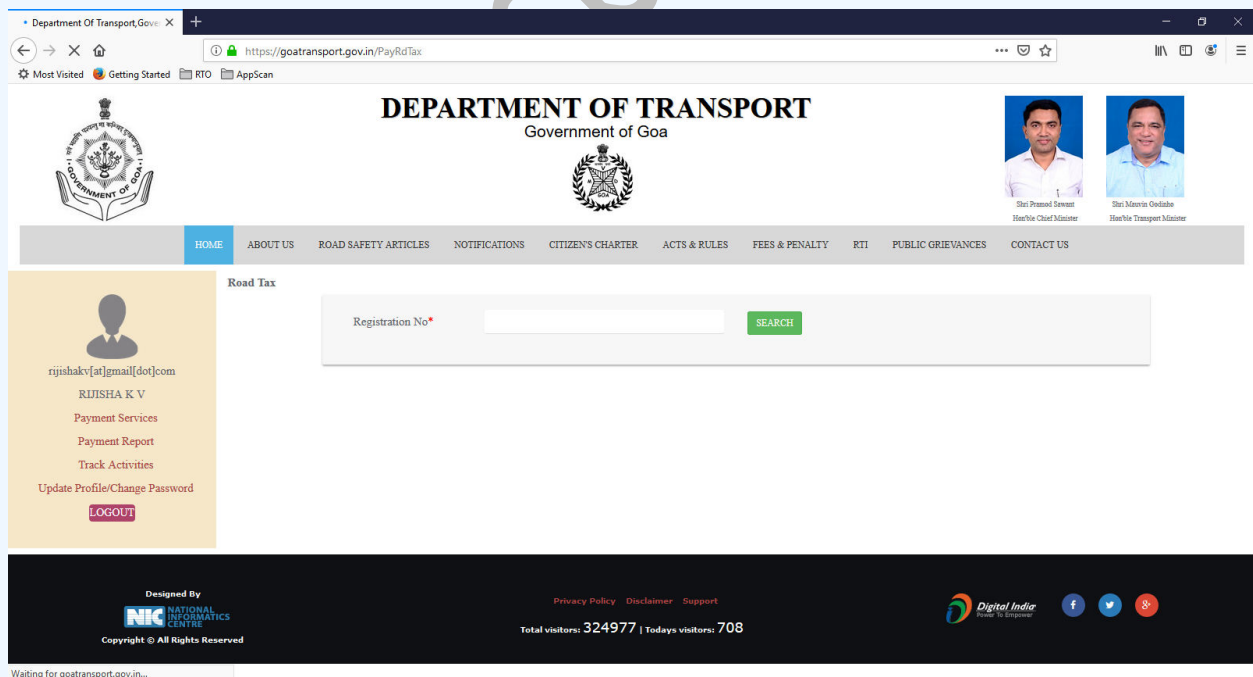 Department Of Transport,Gove
https://goatransport.gov.in/PayRdTax
Most Visited Getting Started RTO AppScan
DEPARTMENT OF TRANSPORT
Government of Goa
GOVERNMENT OF GOA
GOA
Shri Pramod Sawant
Hon'ble Chief Minister
Shri Mauvin Godinho
Hon'ble Transport Minister
HOME ABOUT US ROAD SAFETY ARTICLES NOTIFICATIONS CITIZEN'S CHARTER ACTS & RULES FEES & PENALTY RTI PUBLIC GRIEVANCES CONTACT US
Road Tax
Registration No*
SEARCH
rijishakv[at]gmail[dot]com
RIJISHA K V
Payment Services
Payment Report
Track Activities
Update Profile/Change Password
LOGOUT
Designed By
NIC NATIONAL
INFORMATICS
CENTRE
Copyright © All Rights Reserved
Privacy Policy Disclaimer Support
Total visitors: 324977 | Todays visitors: 708
Digital India
Power To Empower
Waiting for goatransport.gov.in...